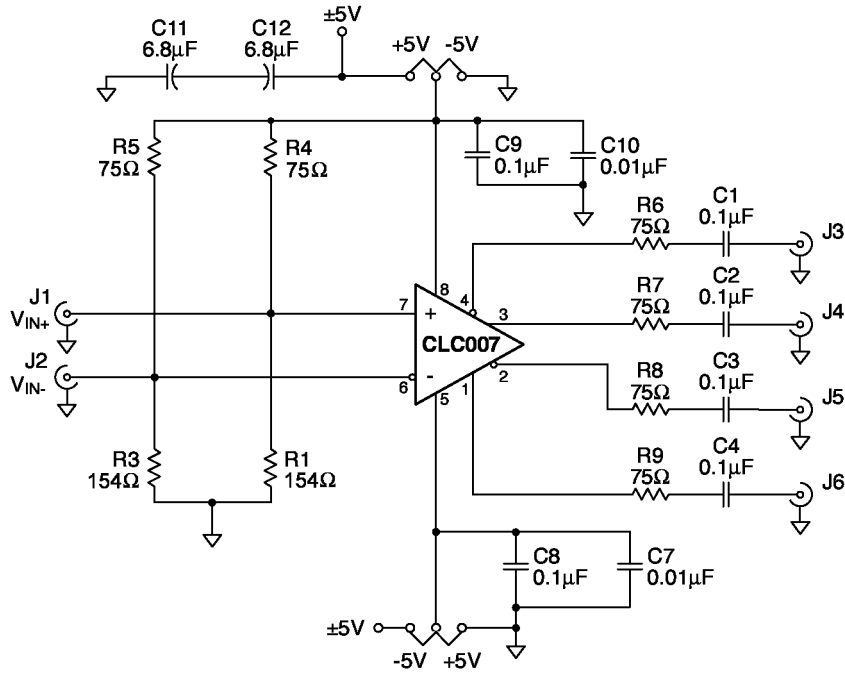 ±5V
C11
6.8µF
C12
6.8µF
+5V
-5V
R5
75Ω
R4
75Ω
C9
0.1µF
C10
0.01µF
R6
75Ω
C1
0.1µF
J3
J1
VIN+
7
+
8
4
3
R7
75Ω
C2
0.1µF
J4
CLC007
J2
VIN-
6
-
5
1
2
R8
75Ω
C3
0.1µF
J5
R3
154Ω
R1
154Ω
R9
75Ω
C4
0.1µF
J6
C8
0.1µF
C7
0.01µF
±5V
-5V
+5V